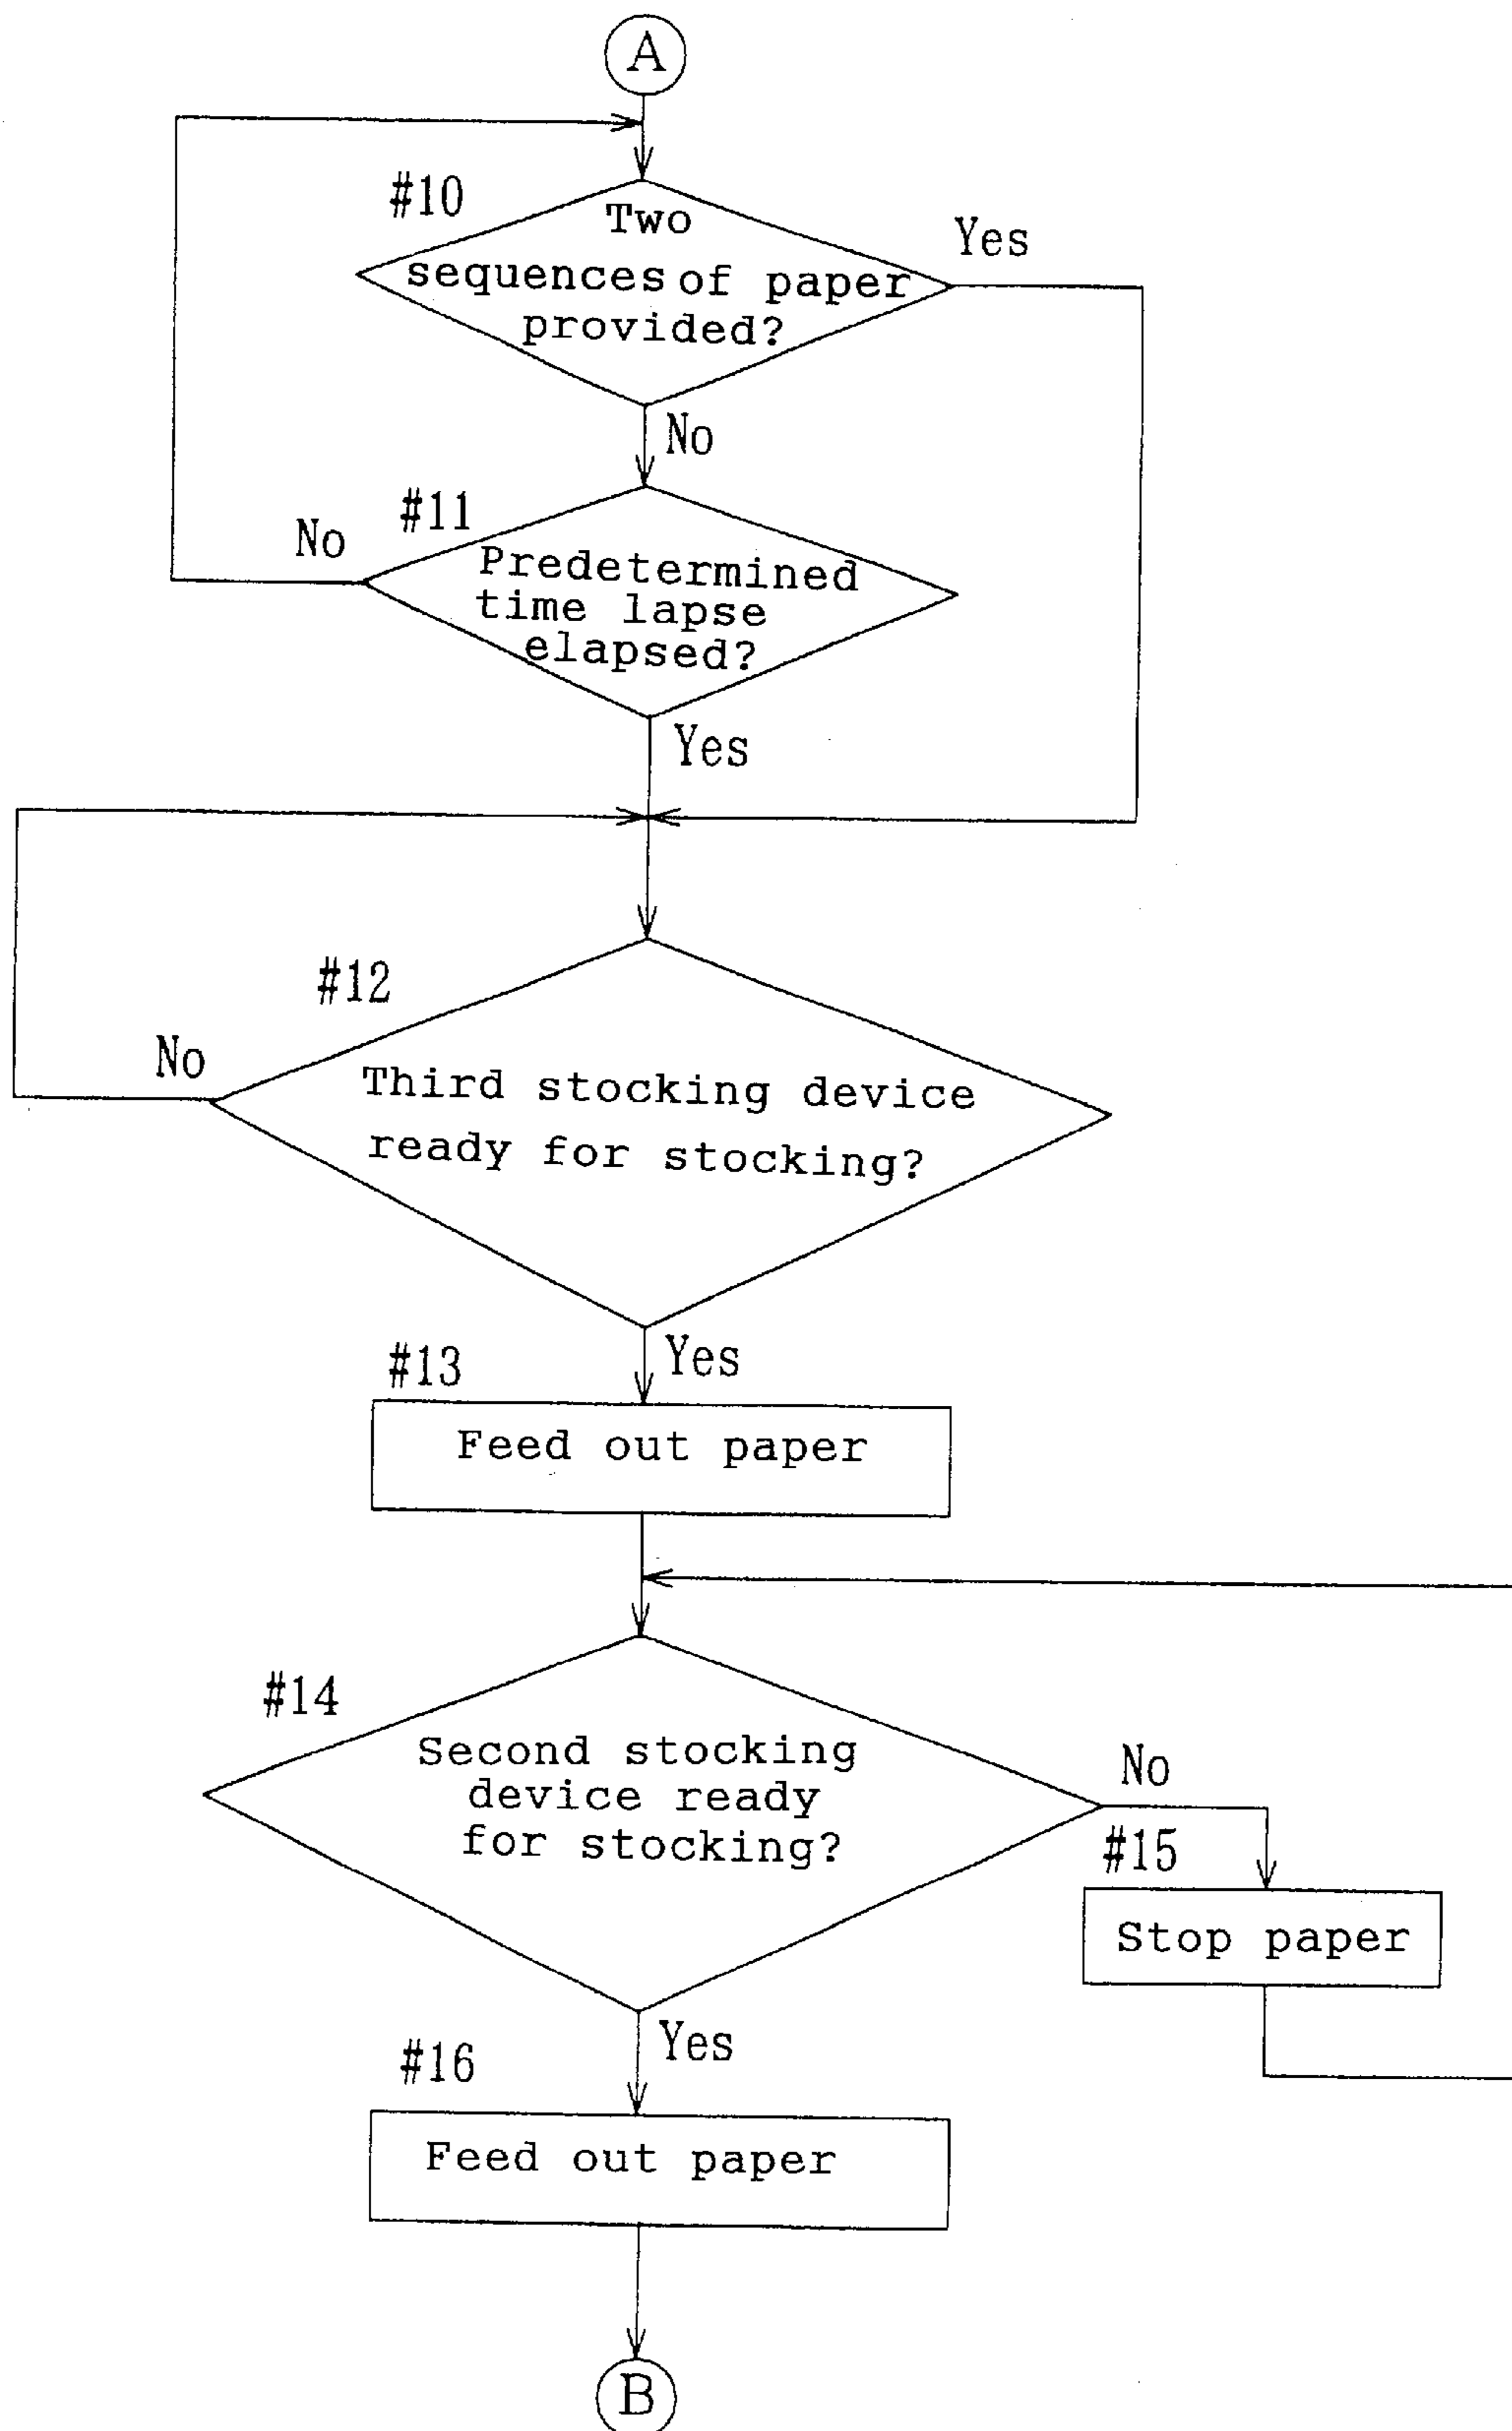 A
#10
Two
sequences of paper
provided?
Yes
No
#11
No
Predetermined
time lapse
elapsed?
Yes
#12
No
Third stocking device
ready for stocking?
Yes
#13
Feed out paper
#14
Second stocking
device ready
for stocking?
No
#15
Stop paper
Yes
#16
Feed out paper
B